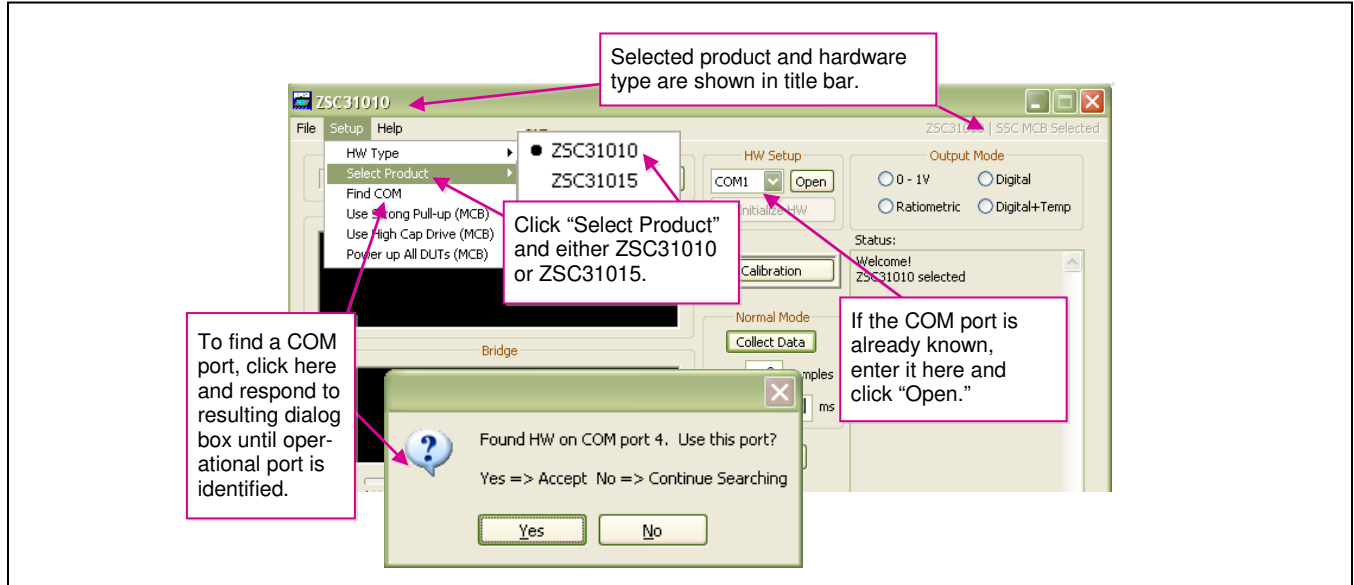 Selected product and hardware
type are shown in title bar.
ZSC31010
File Setup Help
SSC MCB Selected
HW Type
Select Product
Find COM
Use Strong Pull-up (MCB)
Use High Cap Drive (MCB)
Power up All DUTs (MCB)
ZSC31010
ZSC31015
HW Setup
COM1 Open
Initialize HW
Output Mode
0 - 1V Digital
Ratiometric Digital+Temp
Click “Select Product”
and either ZSC31010
or ZSC31015.
Calibration
Status:
Welcome!
ZSC31010 selected
Normal Mode
Collect Data
ms
If the COM port is
already known,
enter it here and
click “Open.”
To find a COM
port, click here
and respond to
resulting dialog
box until oper-
ational port is
identified.
Bridge
Found HW on COM port 4. Use this port?
Yes => Accept No => Continue Searching
Yes No